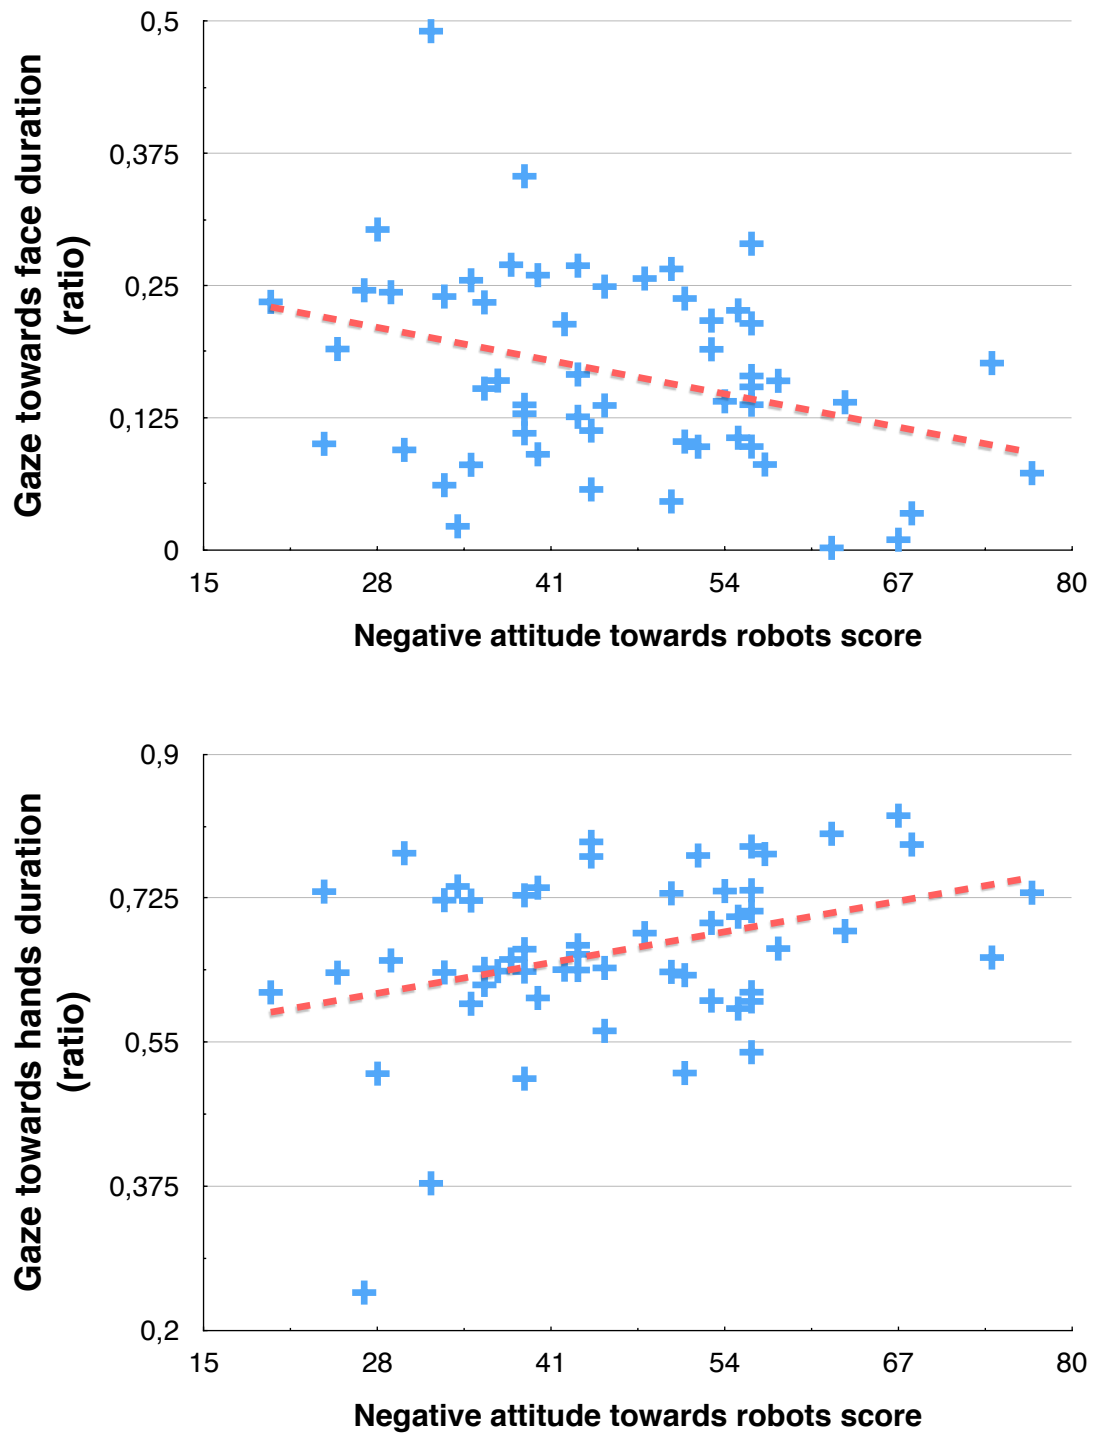 Gaze towards face duration
(ratio)
0,5
0,375
0,25
0,125
0
15 28 41 54 67 80
Negative attitude towards robots score
Gaze towards hands duration
(ratio)
0,9
0,725
0,55
0,375
0,2
15 28 41 54 67 80
Negative attitude towards robots score